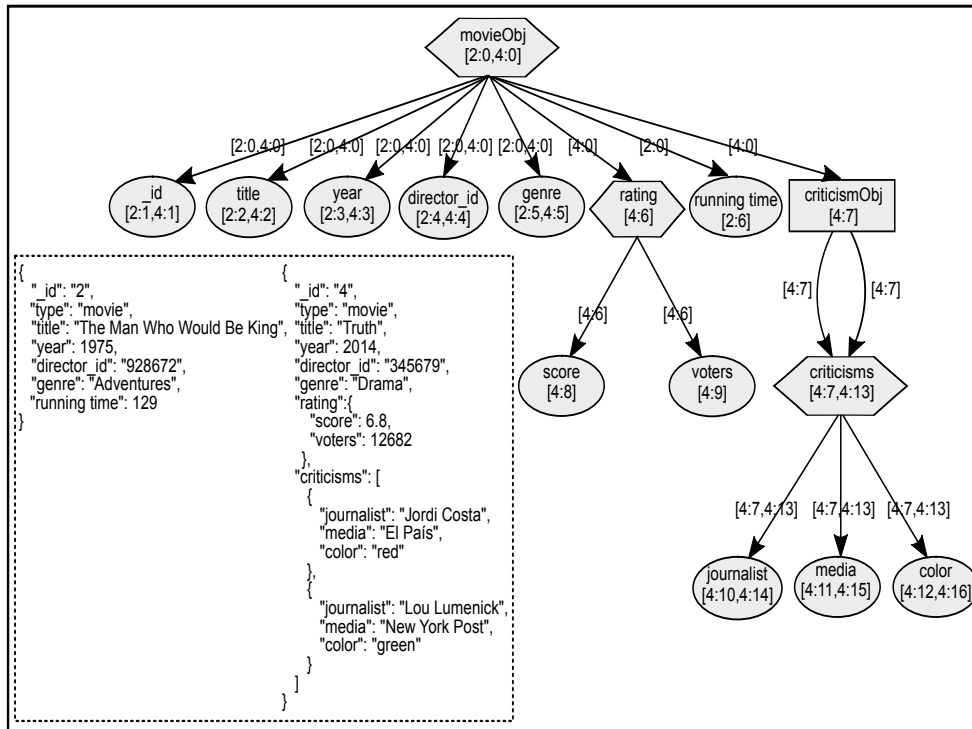 movieObj
[2:0,4:0]
[2:0,4:0] [2:0,4:0] [2:0,4:0] [2:0,4:0] [2:0,4:0] [4:0] [2:0] [4:0]
_id
[2:1,4:1]
title
[2:2,4:2]
year
[2:3,4:3]
director_id
[2:4,4:4]
genre
[2:5,4:5]
rating
[4:6]
running time
[2:6]
criticismObj
[4:7]
[4:6] [4:6]
[4:7] [4:7]
score
[4:8]
voters
[4:9]
criticisms
[4:7,4:13]
[4:7,4:13] [4:7,4:13] [4:7,4:13]
journalist
[4:10,4:14]
media
[4:11,4:15]
color
[4:12,4:16]
{
"_id": "2",
"type": "movie",
"title": "The Man Who Would Be King",
"year": 1975,
"director_id": "928672",
"genre": "Adventures",
"running time": 129
}
{
"_id": "4",
"type": "movie",
"title": "Truth",
"year": 2014,
"director_id": "345679",
"genre": "Drama",
"rating":{
"score": 6.8,
"voters": 12682
},
"criticisms": [
{
"journalist": "Jordi Costa",
"media": "El País",
"color": "red"
},
{
"journalist": "Lou Lumenick",
"media": "New York Post",
"color": "green"
}
]
}